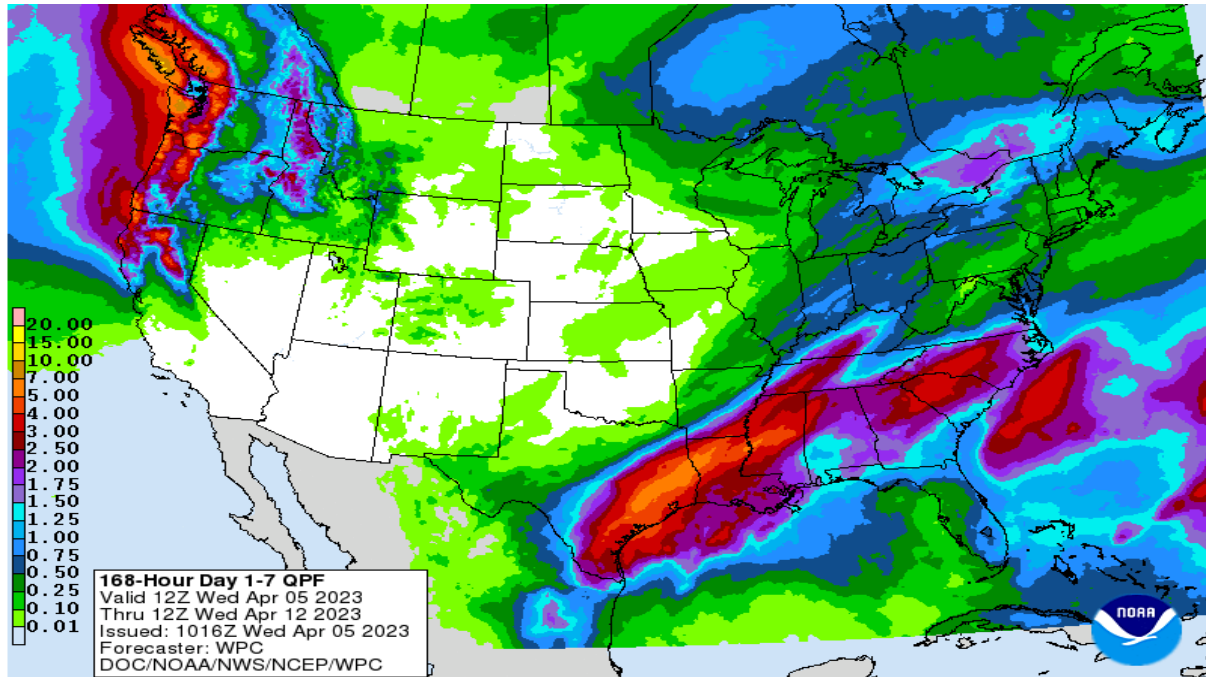 20.00
15.00
10.00
7.00
5.00
4.00
3.00
2.50
2.00
1.75
1.50
1.25
1.00
0.75
0.50
0.25
0.10
0.01
168-Hour Day 1-7 QPF
Valid 12Z Wed Apr 05 2023
Thru 12Z Wed Apr 12 2023
Issued: 1016Z Wed Apr 05 2023
Forecaster: WPC
DOC/NOAA/NWS/NCEP/WPC
NOAA